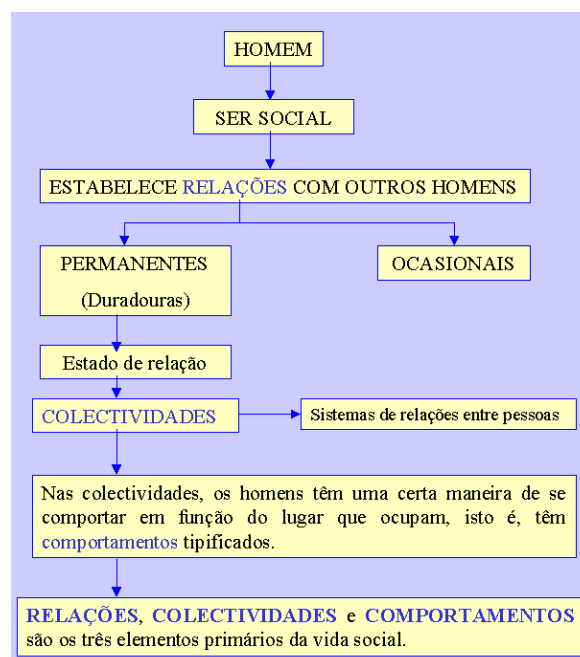 HOMEM
SER SOCIAL
ESTABELECE RELAÇÕES COM OUTROS HOMENS
PERMANENTES
(Duradouras)
OCASIONAIS
Estado de relação
COLECTIVIDADES
Sistemas de relações entre pessoas
Nas colectividades, os homens têm uma certa maneira de se
comportar em função do lugar que ocupam, isto é, têm
comportamentos tipificados.
RELAÇÕES, COLECTIVIDADES e COMPORTAMENTOS
são os três elementos primários da vida social.